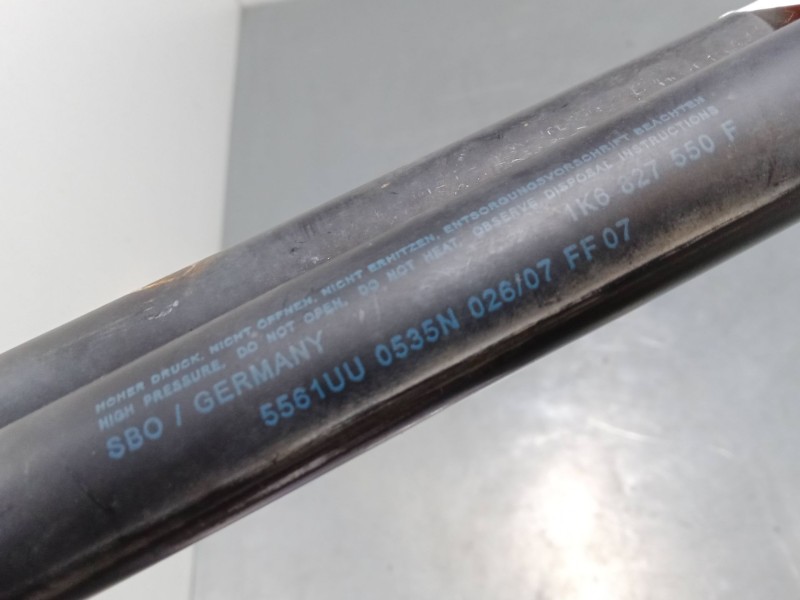 HOHER DRUCK, NICHT ÖFFNEN, NICHT ERHITZEN, ENTSORGUNGSVORSCHRIFT BEACHTEN
HIGH PRESSURE, DO NOT OPEN, DO NOT HEAT, OBSERVE DISPOSAL INSTRUCTIONS
SBO / GERMANY 1K6 827 550 F
5561UU 0535N 026/07 FF 07